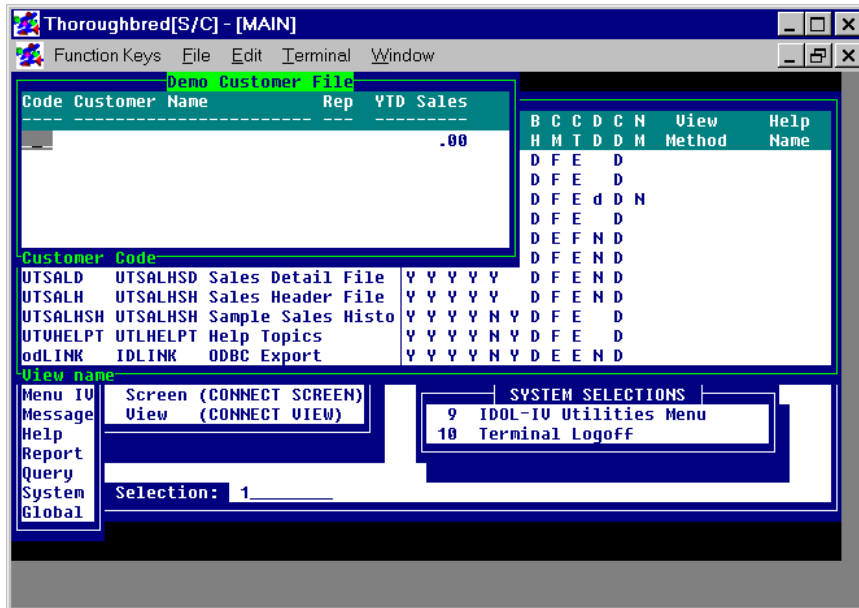 Thoroughbred[S/C] - [MAIN]
Function Keys File Edit Terminal Window
Demo Customer File
Code Customer Name Rep YTD Sales
---- ----------------------- --- ---------
_ .00
B C C D C N View Help
H M T D D M Method Name
D F E D
D F E D
D F E d D N
D F E D
D E F N D
Customer Code
D F E N D
UTSALD UTSALHSD Sales Detail File Y Y Y Y Y D F E N D
UTSALH UTSALHSH Sales Header File Y Y Y Y Y D F E N D
UTSALHSH UTSALHSH Sample Sales Histo Y Y Y Y N Y D F E D
UTVHELPT UTLHELPT Help Topics Y Y Y Y N Y D F E D
odLINK IDLINK ODBC Export Y Y Y Y N Y D E E N D
View name
Menu IV Screen (CONNECT SCREEN) SYSTEM SELECTIONS
Message View (CONNECT VIEW) 9 IDOL-IV Utilities Menu
Help 10 Terminal Logoff
Report
Query
System Selection: 1_________
Global